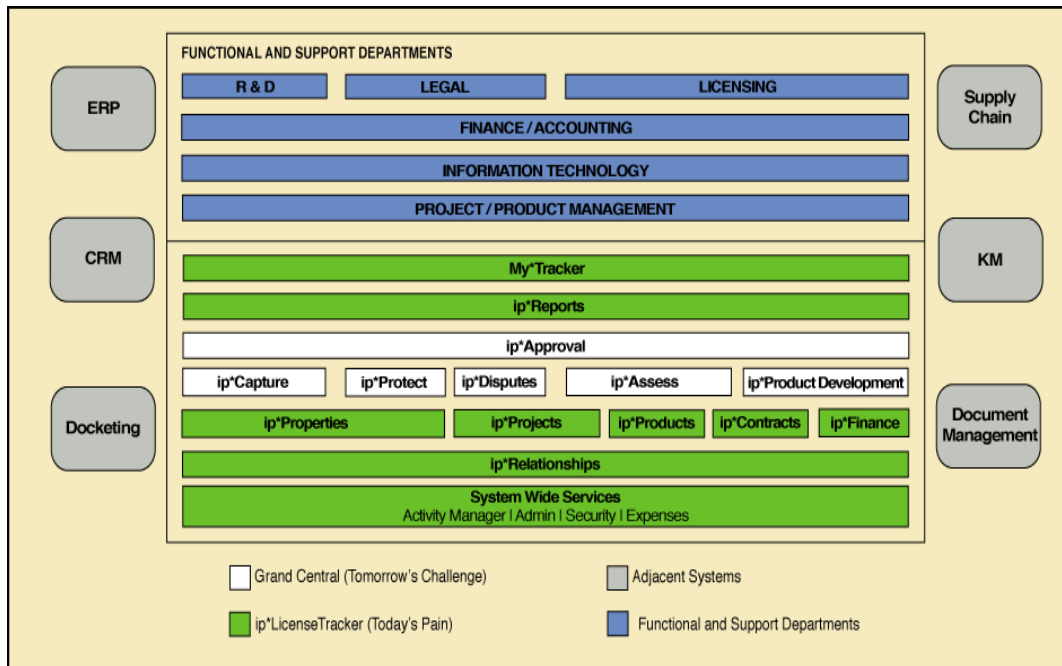 FUNCTIONAL AND SUPPORT DEPARTMENTS
R & D
LEGAL
LICENSING
FINANCE / ACCOUNTING
INFORMATION TECHNOLOGY
PROJECT / PRODUCT MANAGEMENT
ERP
CRM
Docketing
Supply
Chain
KM
Document
Management
My*Tracker
ip*Reports
ip*Approval
ip*Capture
ip*Protect
ip*Disputes
ip*Assess
ip*Product Development
ip*Properties
ip*Projects
ip*Products
ip*Contracts
ip*Finance
ip*Relationships
System Wide Services
Activity Manager | Admin | Security | Expenses
Grand Central (Tomorrow's Challenge)
Adjacent Systems
ip*LicenseTracker (Today's Pain)
Functional and Support Departments